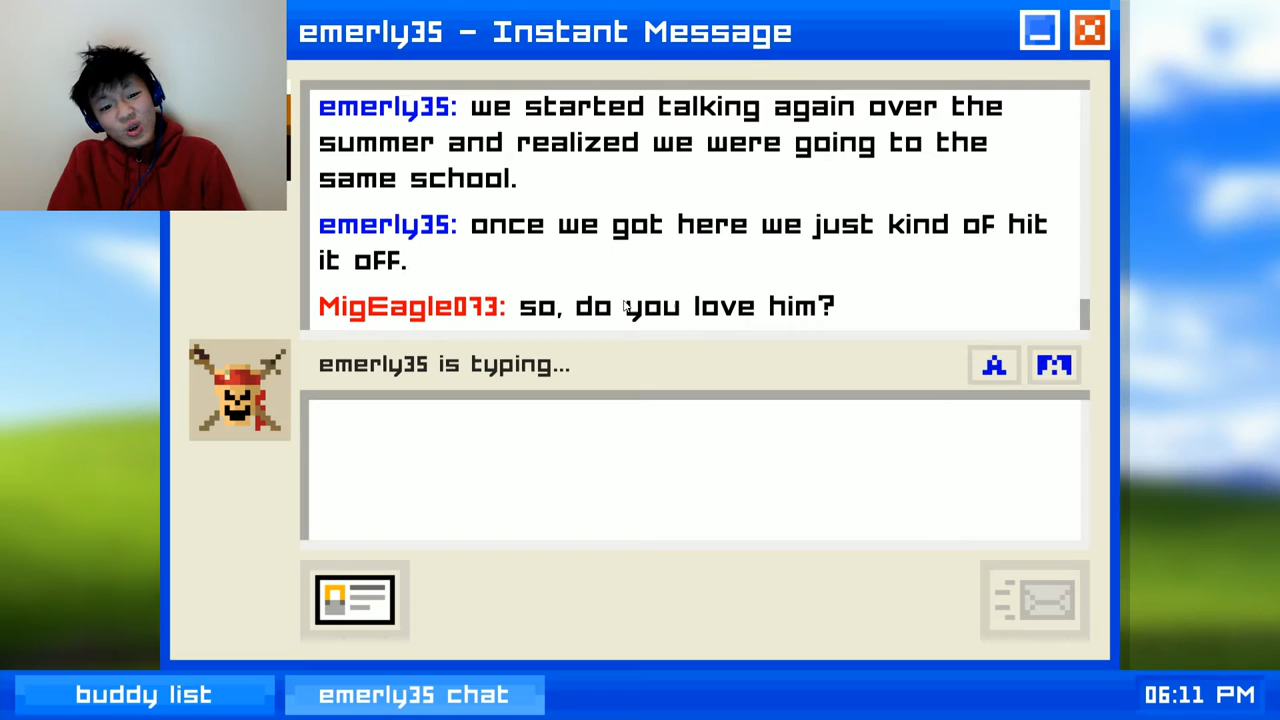 emerly35 - Instant Message
emerly35: we started talking again over the
summer and realized we were going to the
same school.
emerly35: once we got here we just kind of hit
it off.
MigEagle073: so, do you love him?
emerly35 is typing...
A
buddy list
emerly35 chat
06:11 PM